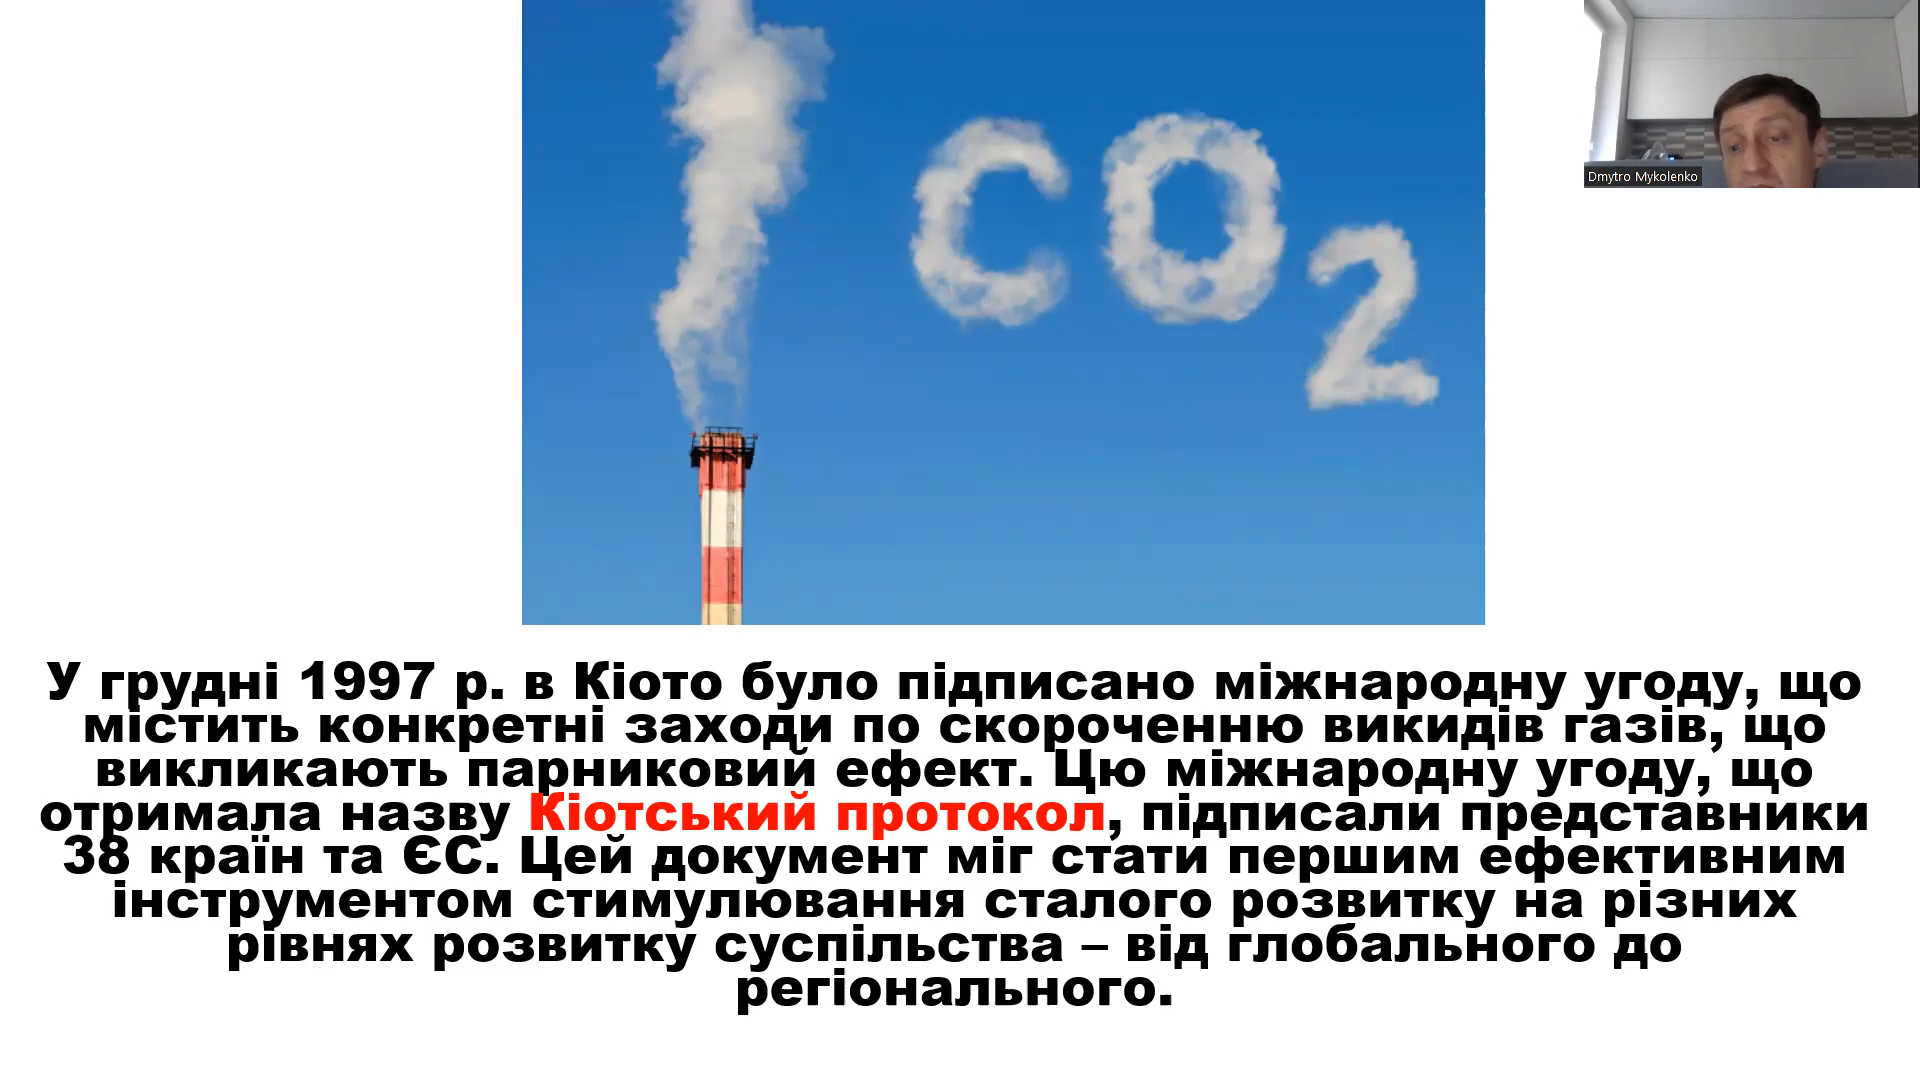 CO2
Dmytro Mykolenko
У грудні 1997 р. в Кіото було підписано міжнародну угоду, що
містить конкретні заходи по скороченню викидів газів, що
викликають парниковий ефект. Цю міжнародну угоду, що
отримала назву Кіотський протокол, підписали представники
38 країн та ЄС. Цей документ міг стати першим ефективним
інструментом стимулювання сталого розвитку на різних
рівнях розвитку суспільства – від глобального до
регіонального.